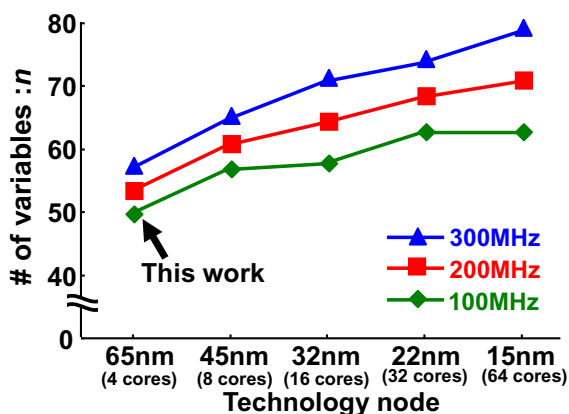 # of variables :n
80
70
60
50
40
0
This work
300MHz
200MHz
100MHz
65nm 45nm 32nm 22nm 15nm
(4 cores) (8 cores) (16 cores) (32 cores) (64 cores)
Technology node